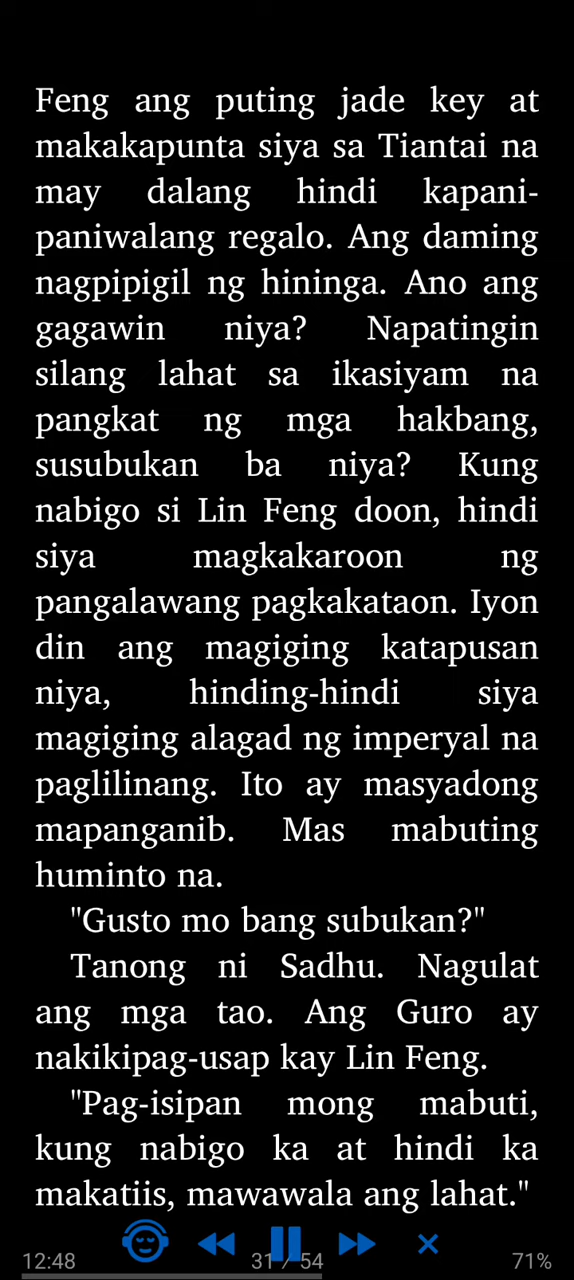 Feng ang puting jade key at
makakapunta siya sa Tiantai na
may dalang hindi kapani-
paniwalang regalo. Ang daming
nagpipigil ng hininga. Ano ang
gagawin niya? Napatingin
silang lahat sa ikasiyam na
pangkat ng mga hakbang,
susubukan ba niya? Kung
nabigo si Lin Feng doon, hindi
siya magkakaroon ng
pangalawang pagkakataon. Iyon
din ang magiging katapusan
niya, hinding-hindi siya
magiging alagad ng imperyal na
paglilinang. Ito ay masyadong
mapanganib. Mas mabuting
huminto na.
"Gusto mo bang subukan?"
Tanong ni Sadhu. Nagulat
ang mga tao. Ang Guro ay
nakikipag-usap kay Lin Feng.
"Pag-isipan mong mabuti,
kung nabigo ka at hindi ka
makatiis, mawawala ang lahat."
12:48 31 / 54 71%